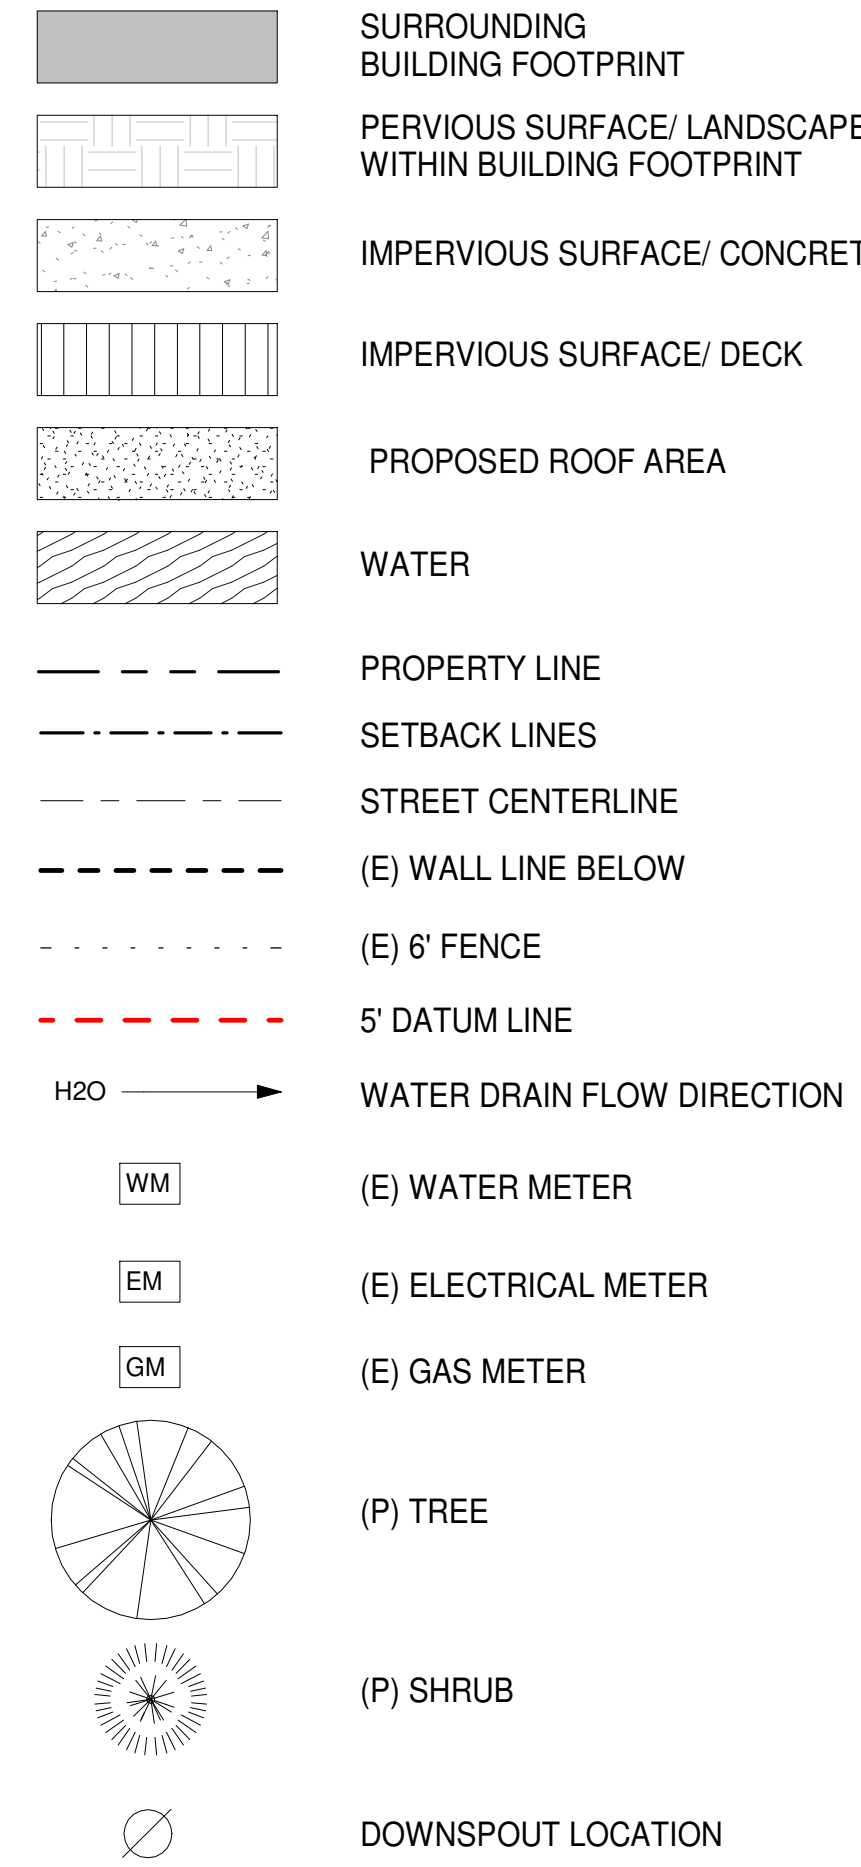 SURROUNDING
BUILDING FOOTPRINT
PERVIOUS SURFACE/ LANDSCAPE
WITHIN BUILDING FOOTPRINT
IMPERVIOUS SURFACE/ CONCRET
IMPERVIOUS SURFACE/ DECK
PROPOSED ROOF AREA
WATER
PROPERTY LINE
SETBACK LINES
STREET CENTERLINE
(E) WALL LINE BELOW
(E) 6' FENCE
5' DATUM LINE
H2O WATER DRAIN FLOW DIRECTION
WM (E) WATER METER
EM (E) ELECTRICAL METER
GM (E) GAS METER
(P) TREE
(P) SHRUB
DOWNSPOUT LOCATION